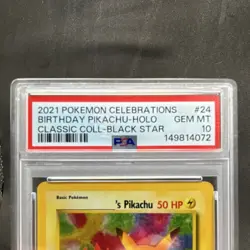 2021 POKEMON CELEBRATIONS #24
BIRTHDAY PIKACHU-HOLO GEM MT
CLASSIC COLL-BLACK STAR 10
PSA 149814072
Basic Pokémon
's Pikachu 50 HP